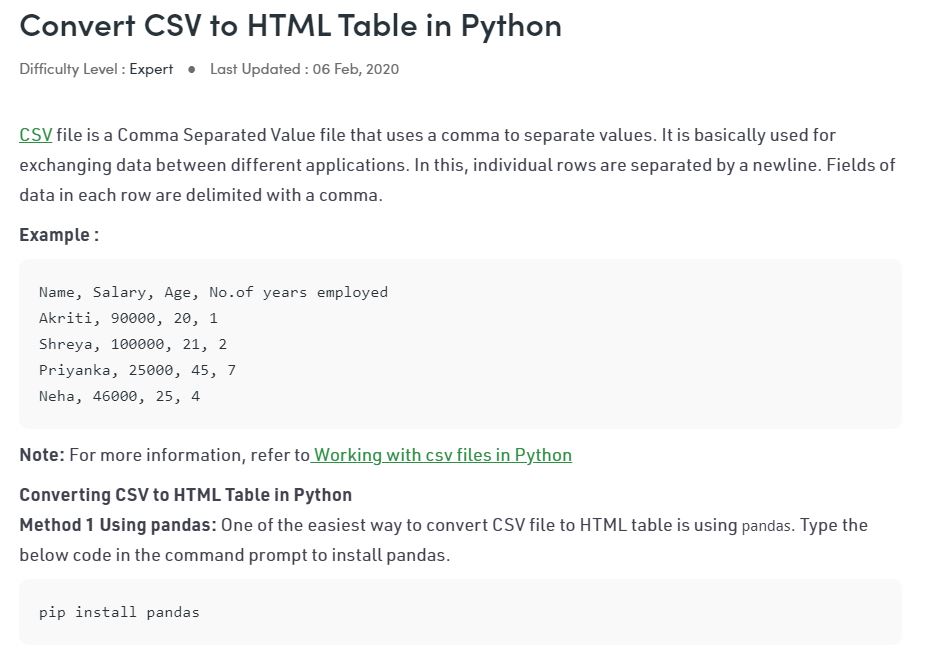 Convert CSV to HTML Table in Python
Difficulty Level : Expert ● Last Updated : 06 Feb, 2020
CSV file is a Comma Separated Value file that uses a comma to separate values. It is basically used for
exchanging data between different applications. In this, individual rows are separated by a newline. Fields of
data in each row are delimited with a comma.
Example :
Name, Salary, Age, No.of years employed
Akriti, 90000, 20, 1
Shreya, 100000, 21, 2
Priyanka, 25000, 45, 7
Neha, 46000, 25, 4
Note: For more information, refer to Working with csv files in Python
Converting CSV to HTML Table in Python
Method 1 Using pandas: One of the easiest way to convert CSV file to HTML table is using pandas. Type the
below code in the command prompt to install pandas.
pip install pandas